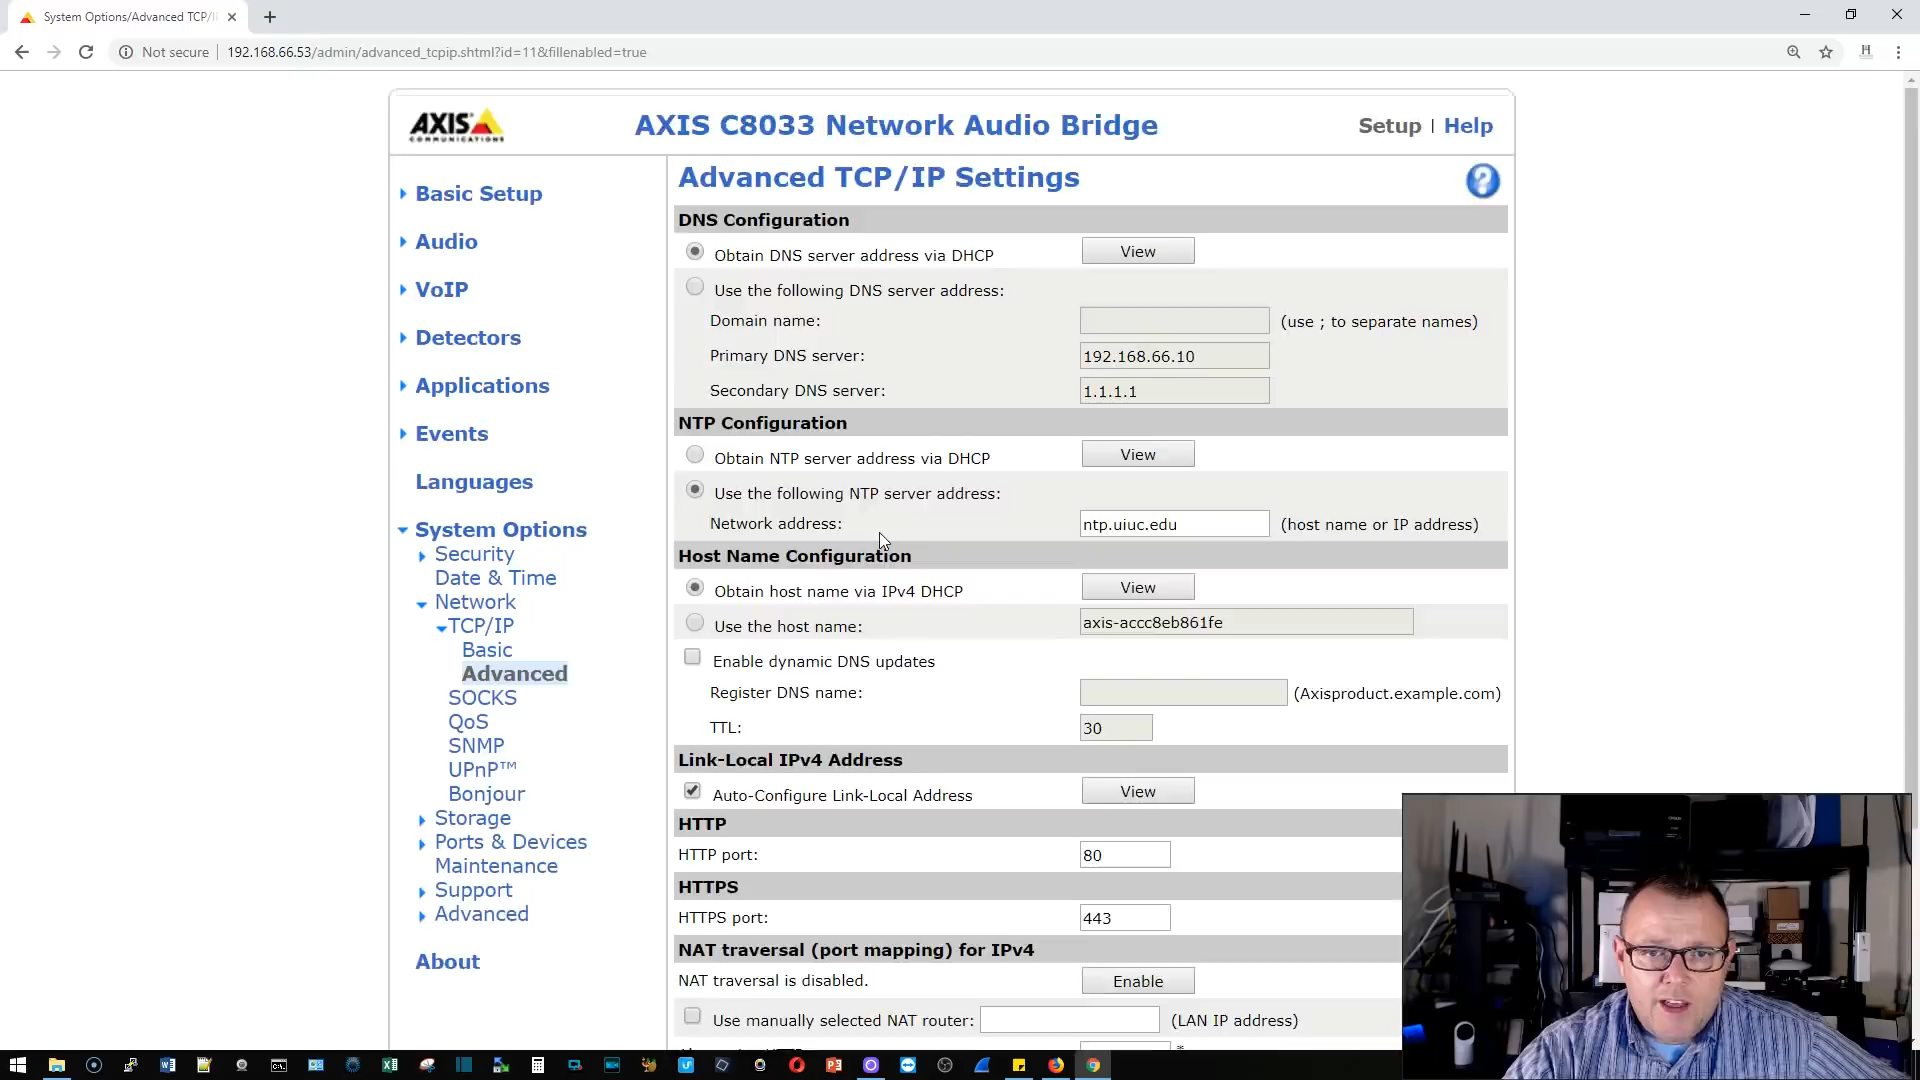 System Options/Advanced TCP/I
Not secure
192.168.66.53/admin/advanced_tcpip.shtml?id=11&fillenabled=true
AXIS
COMMUNICATIONS
AXIS C8033 Network Audio Bridge
Setup | Help
Basic Setup
Audio
VoIP
Detectors
Applications
Events
Languages
System Options
Security
Date & Time
Network
TCP/IP
Basic
Advanced
SOCKS
QoS
SNMP
UPnP™
Bonjour
Storage
Ports & Devices
Maintenance
Support
Advanced
About
Advanced TCP/IP Settings
?
DNS Configuration
Obtain DNS server address via DHCP View
Use the following DNS server address:
Domain name: (use ; to separate names)
Primary DNS server: 192.168.66.10
Secondary DNS server: 1.1.1.1
NTP Configuration
Obtain NTP server address via DHCP View
Use the following NTP server address:
Network address: ntp.uiuc.edu (host name or IP address)
Host Name Configuration
Obtain host name via IPv4 DHCP View
Use the host name: axis-accc8eb861fe
Enable dynamic DNS updates
Register DNS name: (Axisproduct.example.com)
TTL: 30
Link-Local IPv4 Address
Auto-Configure Link-Local Address View
HTTP
HTTP port: 80
HTTPS
HTTPS port: 443
NAT traversal (port mapping) for IPv4
NAT traversal is disabled. Enable
Use manually selected NAT router: (LAN IP address)